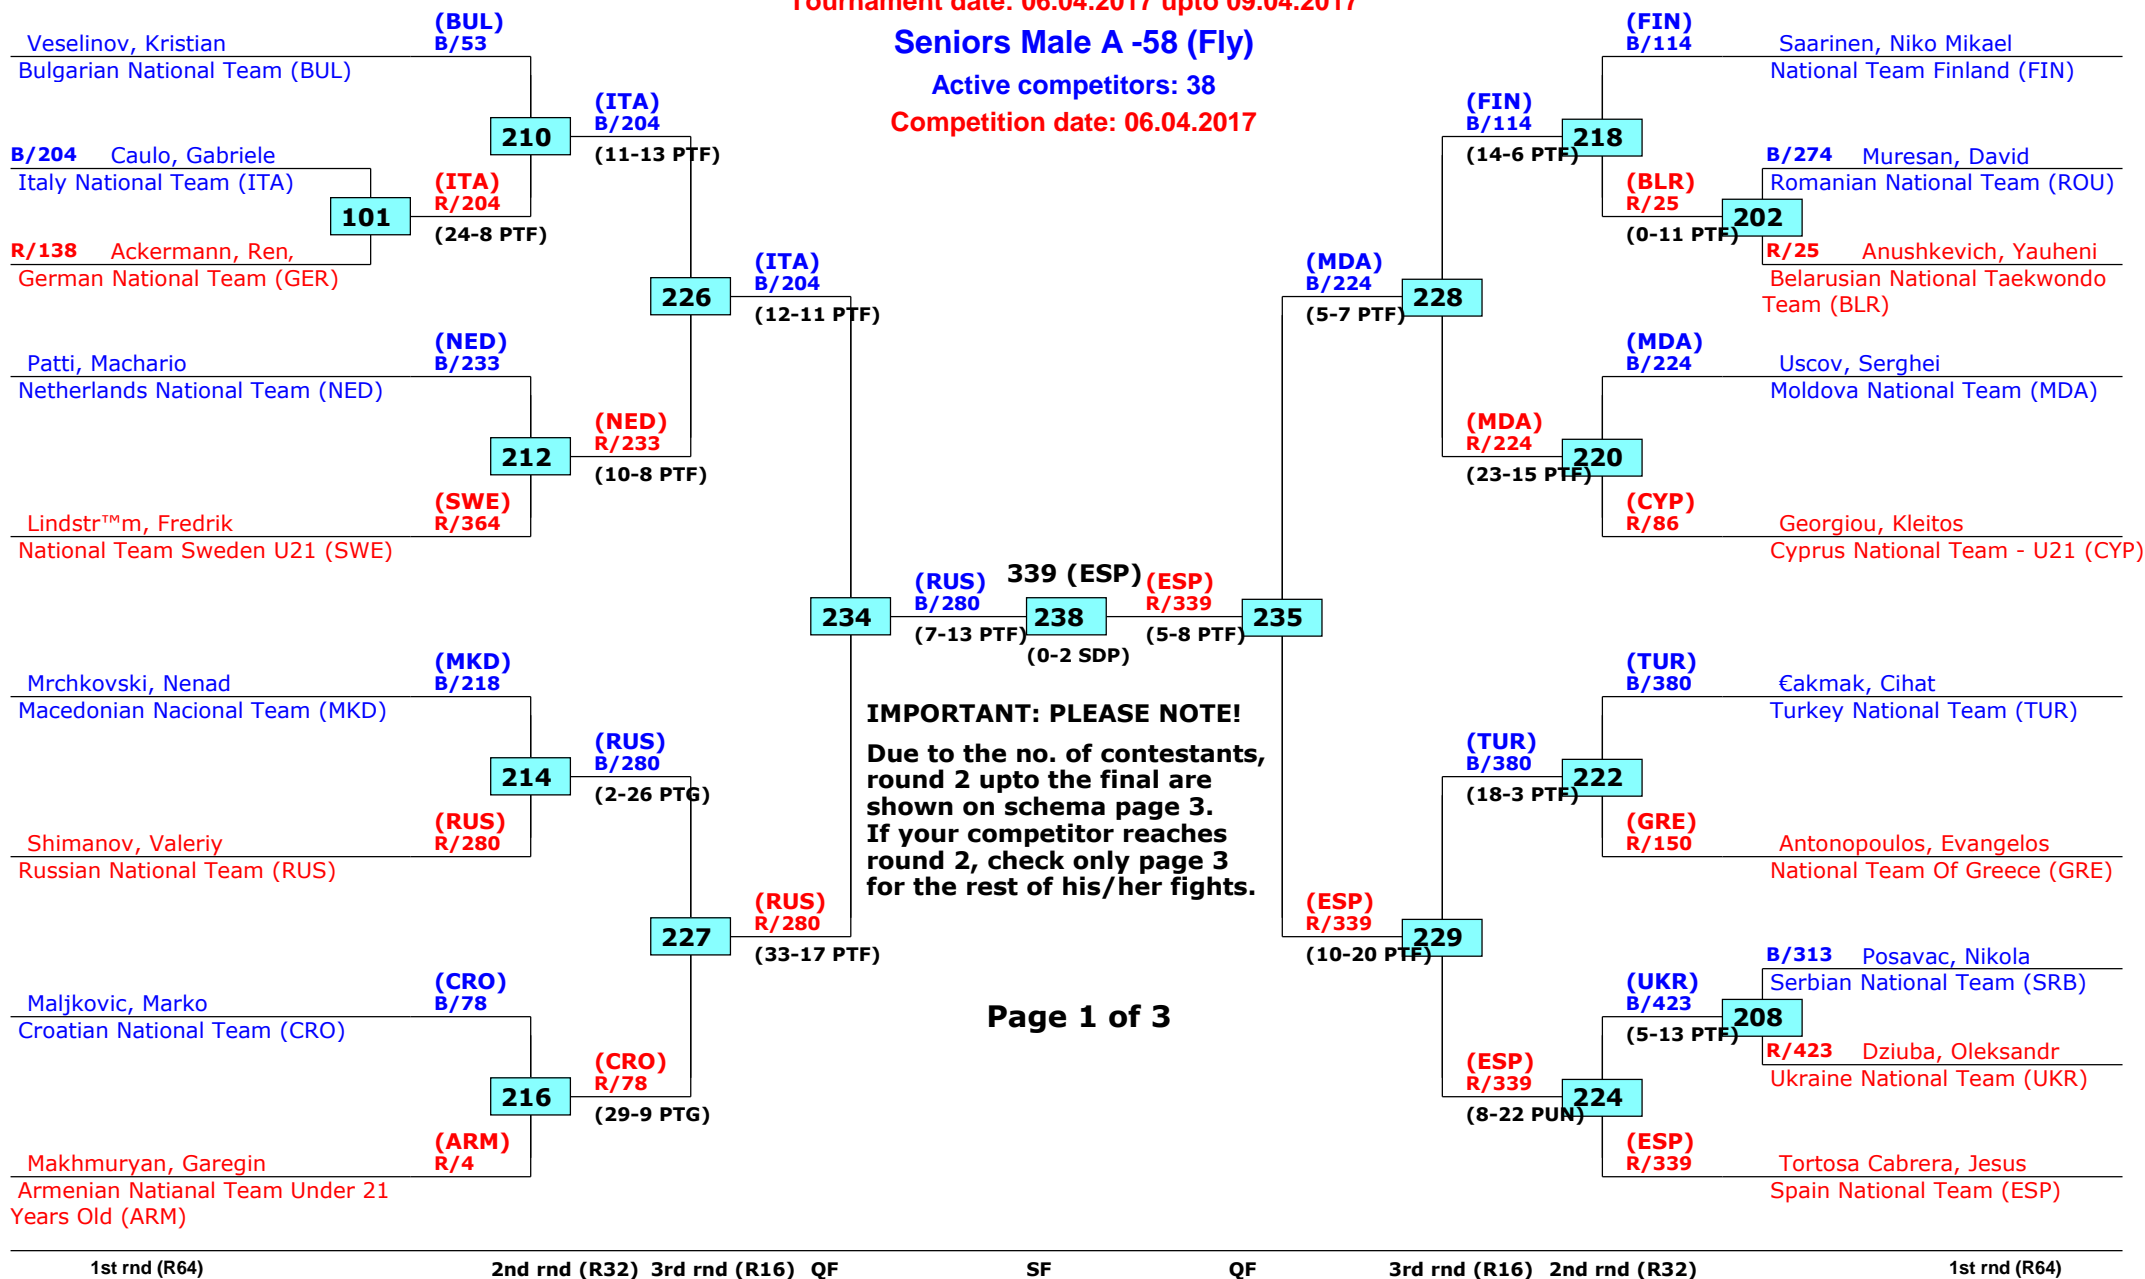 Tournament date: 06.04.2017 upto 09.04.2017
Seniors Male A -58 (Fly)
Active competitors: 38
Competition date: 06.04.2017
Veselinov, Kristian
Bulgarian National Team (BUL)
(BUL)
B/53
B/204 Caulo, Gabriele
Italy National Team (ITA)
R/138 Ackermann, Ren,
German National Team (GER)
101
(ITA)
R/204
(24-8 PTF)
210
(ITA)
B/204
(11-13 PTF)
Patti, Machario
Netherlands National Team (NED)
(NED)
B/233
Lindstr™m, Fredrik
National Team Sweden U21 (SWE)
(SWE)
R/364
212
(NED)
R/233
(10-8 PTF)
226
(ITA)
B/204
(12-11 PTF)
Mrchkovski, Nenad
Macedonian Nacional Team (MKD)
(MKD)
B/218
Shimanov, Valeriy
Russian National Team (RUS)
(RUS)
R/280
214
(RUS)
B/280
(2-26 PTG)
Maljkovic, Marko
Croatian National Team (CRO)
(CRO)
B/78
Makhmuryan, Garegin
Armenian Natianal Team Under 21
Years Old (ARM)
(ARM)
R/4
216
(CRO)
R/78
(29-9 PTG)
227
(RUS)
R/280
(33-17 PTF)
234
(RUS)
B/280
(7-13 PTF)
339 (ESP)
238
(0-2 SDP)
(ESP)
R/339
(5-8 PTF)
235
IMPORTANT: PLEASE NOTE!
Due to the no. of contestants,
round 2 upto the final are
shown on schema page 3.
If your competitor reaches
round 2, check only page 3
for the rest of his/her fights.
Page 1 of 3
(FIN)
B/114
Saarinen, Niko Mikael
National Team Finland (FIN)
(FIN)
B/114
(14-6 PTF)
218
B/274 Muresan, David
Romanian National Team (ROU)
(BLR)
R/25
(0-11 PTF)
202
R/25 Anushkevich, Yauheni
Belarusian National Taekwondo
Team (BLR)
(MDA)
B/224
(5-7 PTF)
228
(MDA)
B/224
Uscov, Serghei
Moldova National Team (MDA)
(MDA)
R/224
(23-15 PTF)
220
(CYP)
R/86
Georgiou, Kleitos
Cyprus National Team - U21 (CYP)
(TUR)
B/380
€akmak, Cihat
Turkey National Team (TUR)
(TUR)
B/380
(18-3 PTF)
222
(GRE)
R/150
Antonopoulos, Evangelos
National Team Of Greece (GRE)
(ESP)
R/339
(10-20 PTF)
229
B/313 Posavac, Nikola
Serbian National Team (SRB)
(UKR)
B/423
(5-13 PTF)
208
R/423 Dziuba, Oleksandr
Ukraine National Team (UKR)
(ESP)
R/339
(8-22 PUN)
224
(ESP)
R/339
Tortosa Cabrera, Jesus
Spain National Team (ESP)
1st rnd (R64) 2nd rnd (R32) 3rd rnd (R16) QF SF QF 3rd rnd (R16) 2nd rnd (R32) 1st rnd (R64)